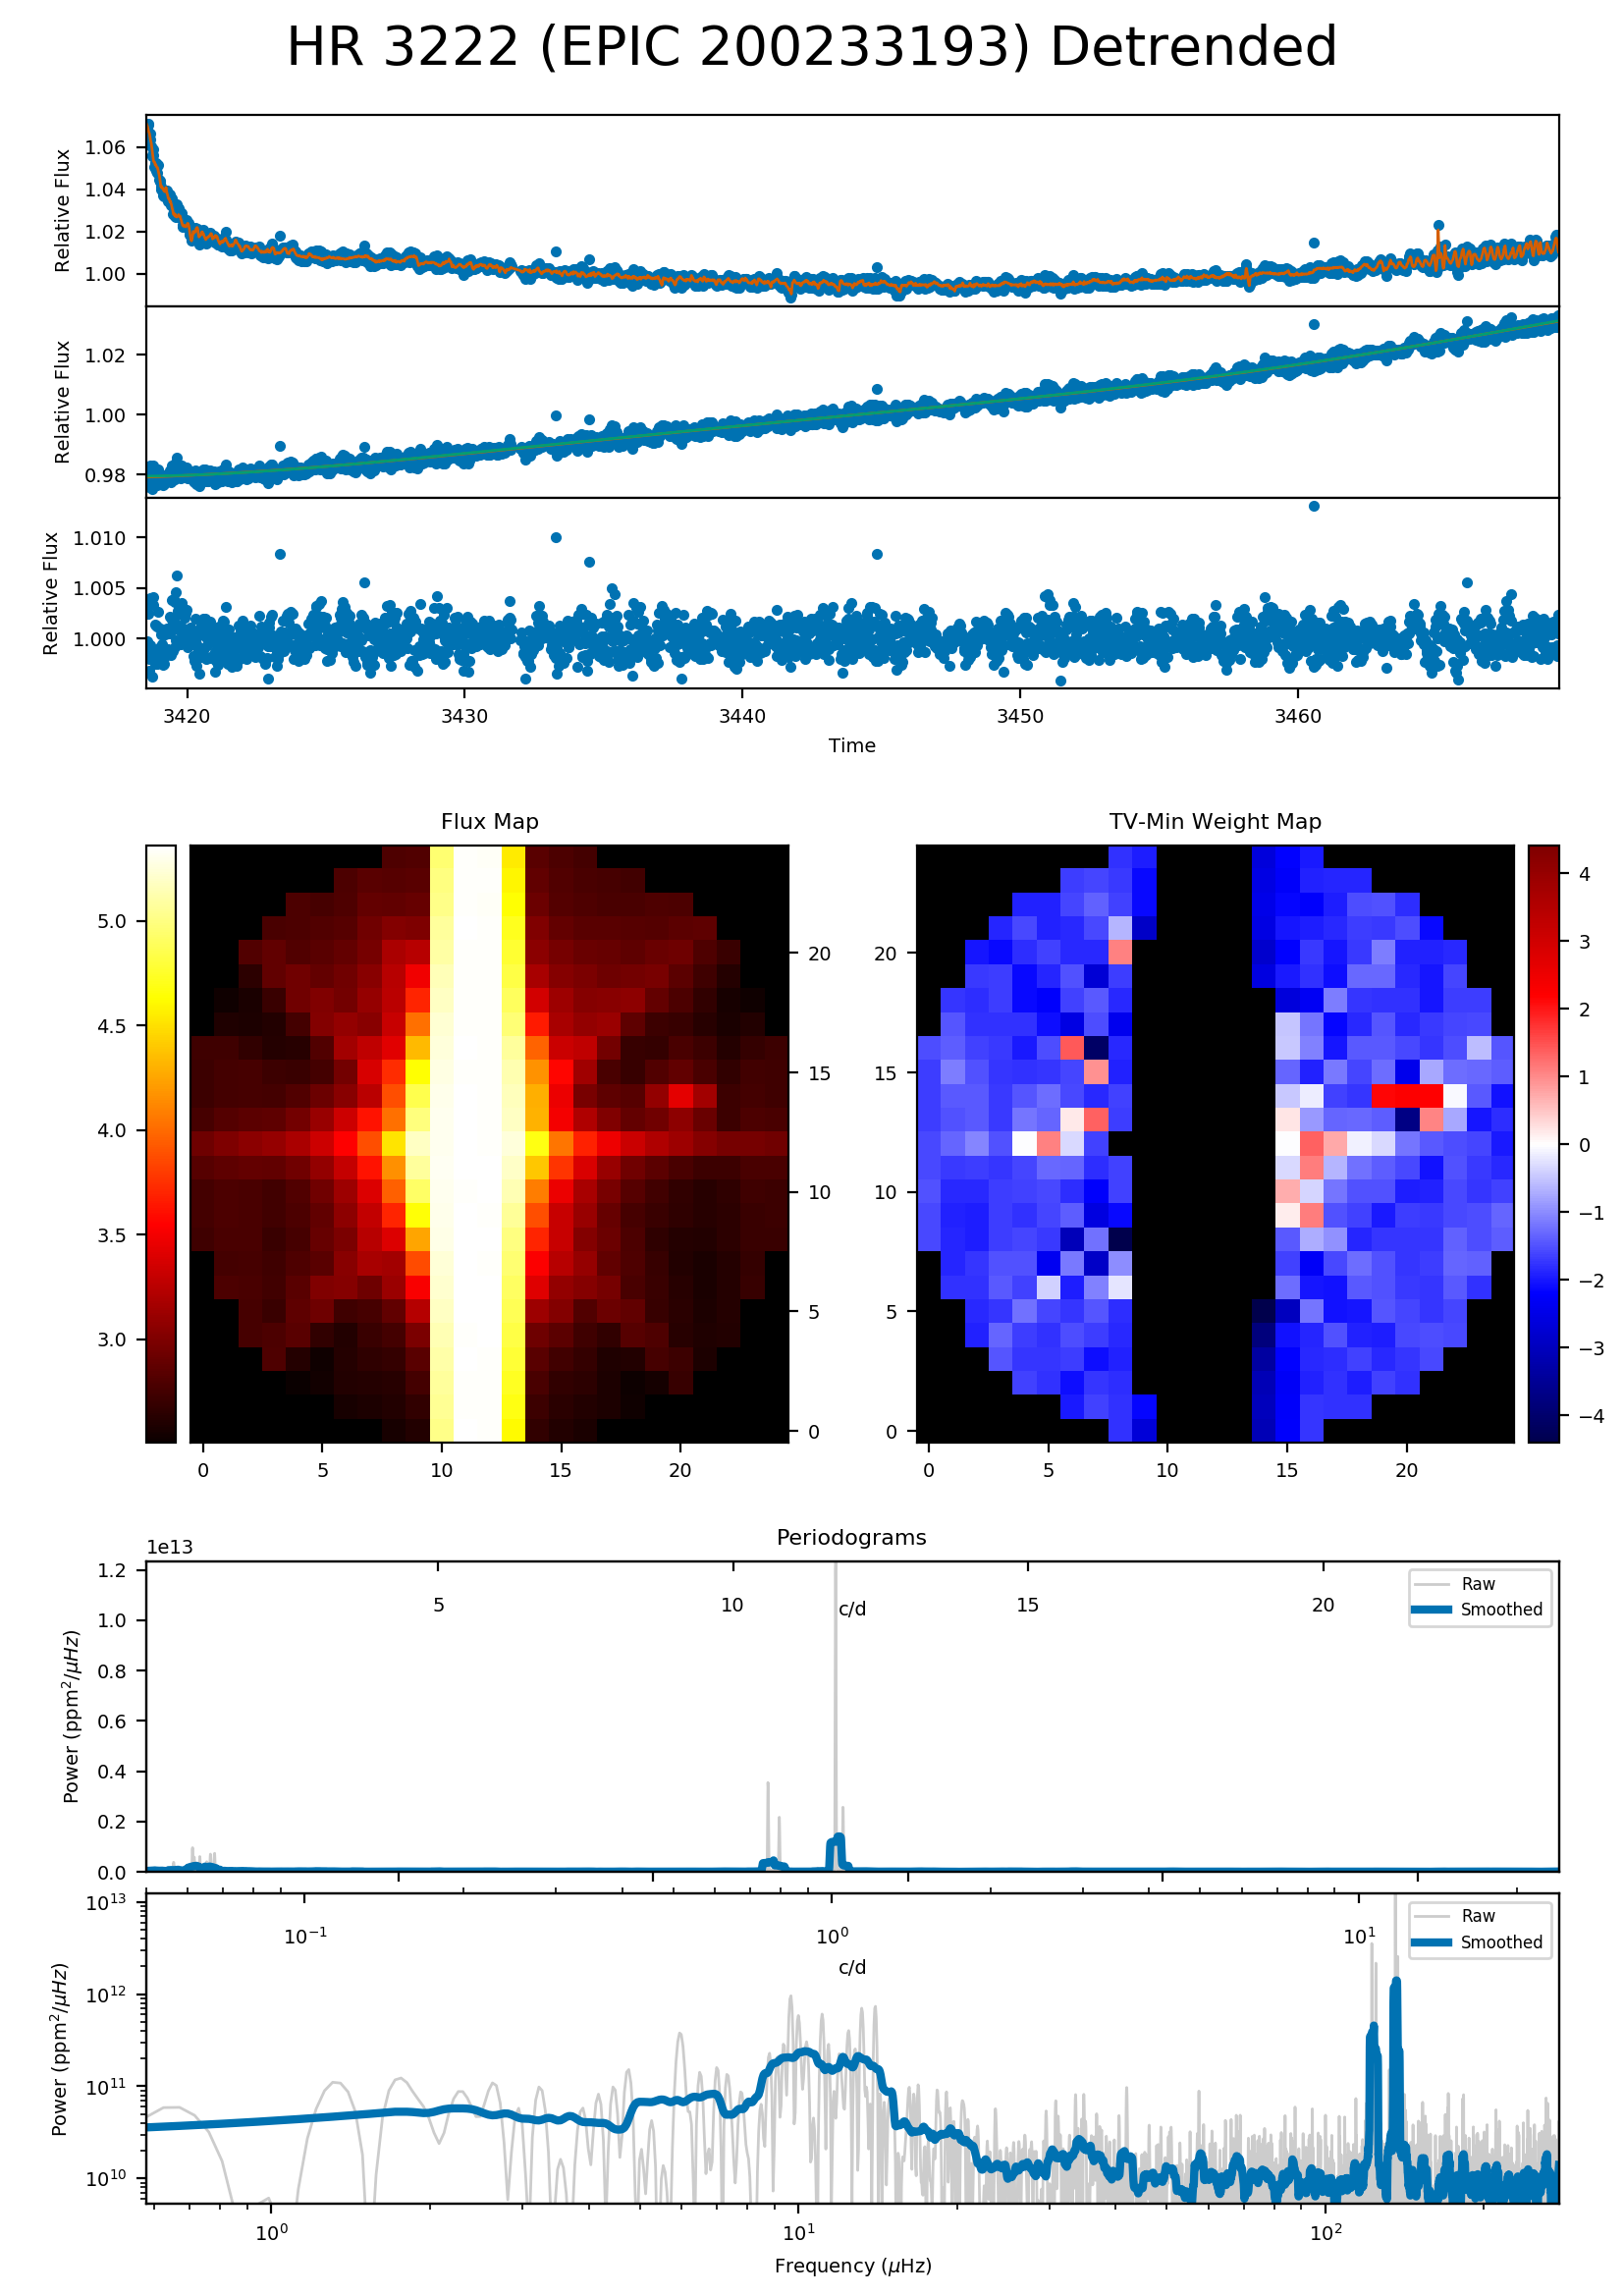 HR 3222 (EPIC 200233193) Detrended
Relative Flux
1.06
1.04
1.02
1.00
Relative Flux
1.02
1.00
0.98
Relative Flux
1.010
1.005
1.000
3420 3430 3440 3450 3460
Time
Flux Map
5.0
4.5
4.0
3.5
3.0
20
15
10
5
0
0 5 10 15 20
TV-Min Weight Map
20
15
10
5
0
0 5 10 15 20
4
3
2
1
0
−1
−2
−3
−4
Periodograms
1e13
Power (ppm²/μHz)
1.2
1.0
0.8
0.6
0.4
0.2
0.0
5 10 15 20
c/d
Raw
Smoothed
Power (ppm²/μHz)
10¹³
10¹²
10¹¹
10¹⁰
10⁻¹ 10⁰ 10¹
c/d
Raw
Smoothed
10⁰ 10¹ 10²
Frequency (μHz)